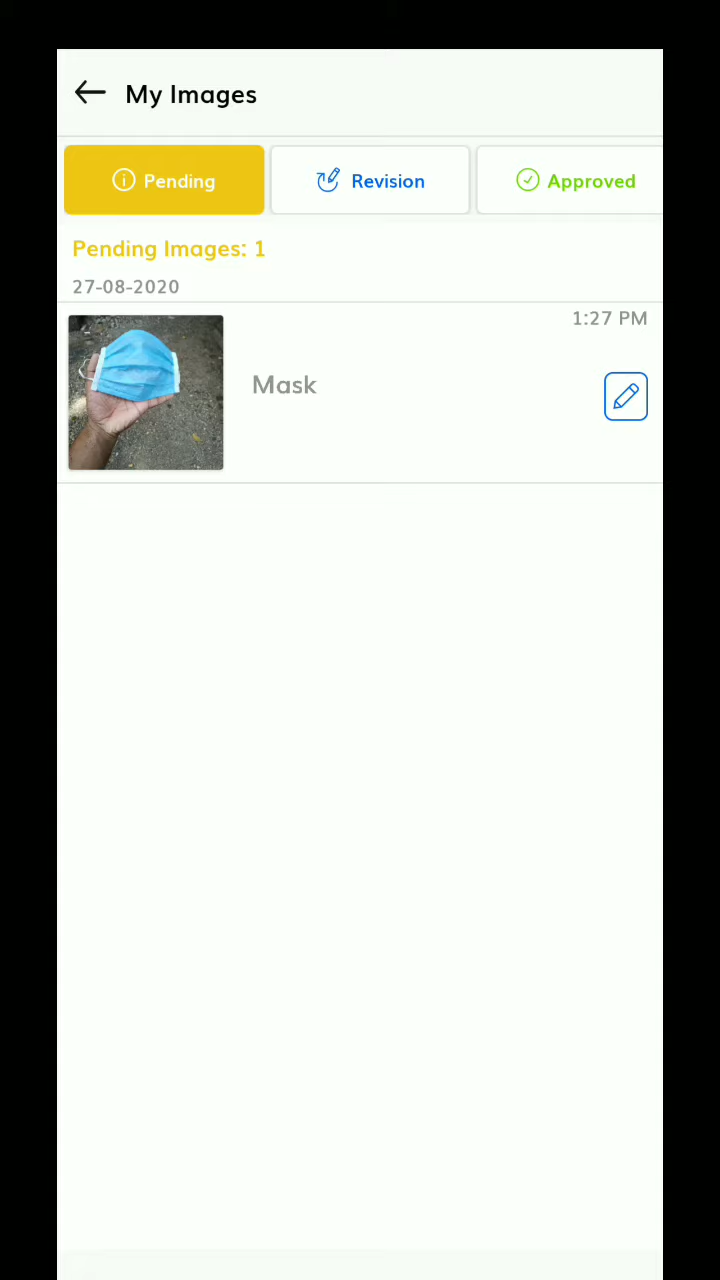 My Images
Pending Revision Approved
Pending Images: 1
27-08-2020
1:27 PM
Mask